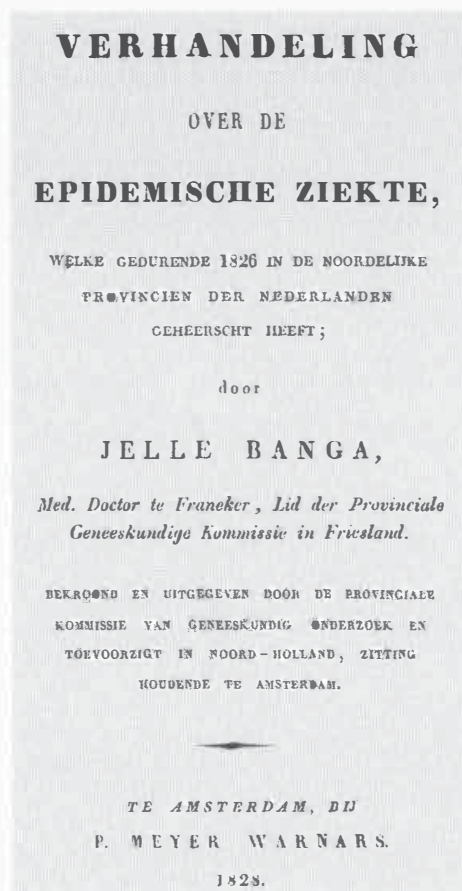 VERHANDELING
OVER DE
EPIDEMISCHE ZIEKTE,
WELKE GEDURENDE 1826 IN DE NOORDELIJKE
PROVINCIEN DER NEDERLANDEN
GEHEERSCHT HEEFT;
door
JELLE BANGA,
Med. Doctor te Franeker, Lid der Provinciale
Geneeskundige Kommissie in Friesland.
BEKROOND EN UITGEGEVEN DOOR DE PROVINCIALE
KOMMISSIE VAN GENEESKUNDIG ONDERZOEK EN
TOEVOORZIGT IN NOORD-HOLLAND, ZITTING
HOUDENDE TE AMSTERDAM.
TE AMSTERDAM, BIJ
P. MEYER WARNARS.
1828.